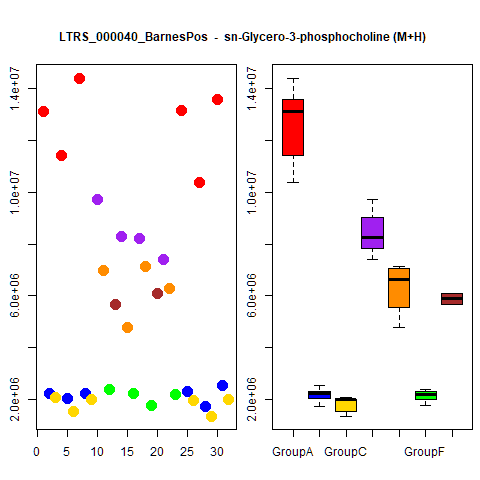 LTRS_000040_BarnesPos - sn-Glycero-3-phosphocholine (M+H)
1.4e+07
1.0e+07
6.0e+06
2.0e+06
0 5 10 15 20 25 30
1.4e+07
1.0e+07
6.0e+06
2.0e+06
GroupA GroupC GroupF